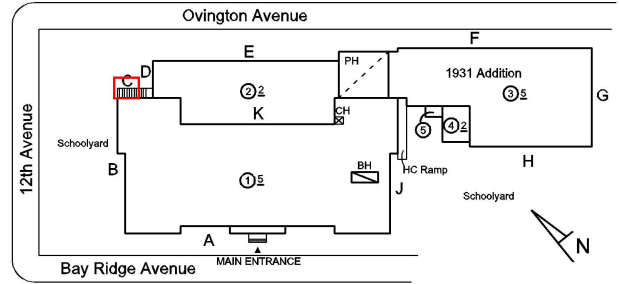 Ovington Avenue
E
F
D
C
PH
1931 Addition
2 2
3 5
G
12th Avenue
K
CH
5
4 2
Schoolyard
B
BH
H
HC Ramp
1 5
J
Schoolyard
A
N
MAIN ENTRANCE
Bay Ridge Avenue